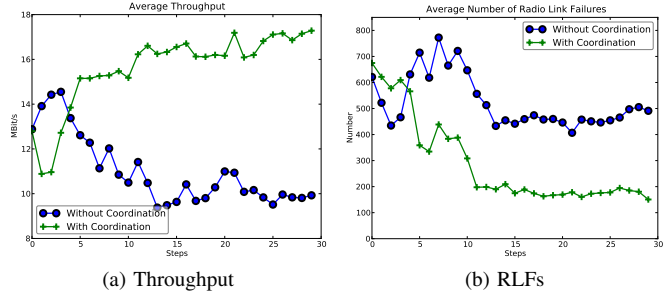 Average Throughput
18
16
14
12
10
8
MBit/s
0 5 10 15 20 25 30
Steps
Without Coordination
With Coordination
(a) Throughput
Average Number of Radio Link Failures
800
700
600
500
400
300
200
100
0
Number
0 5 10 15 20 25 30
Steps
Without Coordination
With Coordination
(b) RLFs